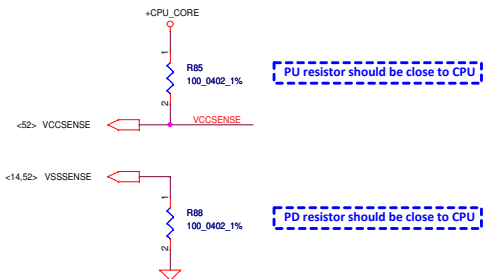 +CPU_CORE
1
R85
100_0402_1%
2
PU resistor should be close to CPU
<52> VCCSENSE
VCCSENSE
<14,52> VSSSENSE
1
R88
100_0402_1%
2
PD resistor should be close to CPU